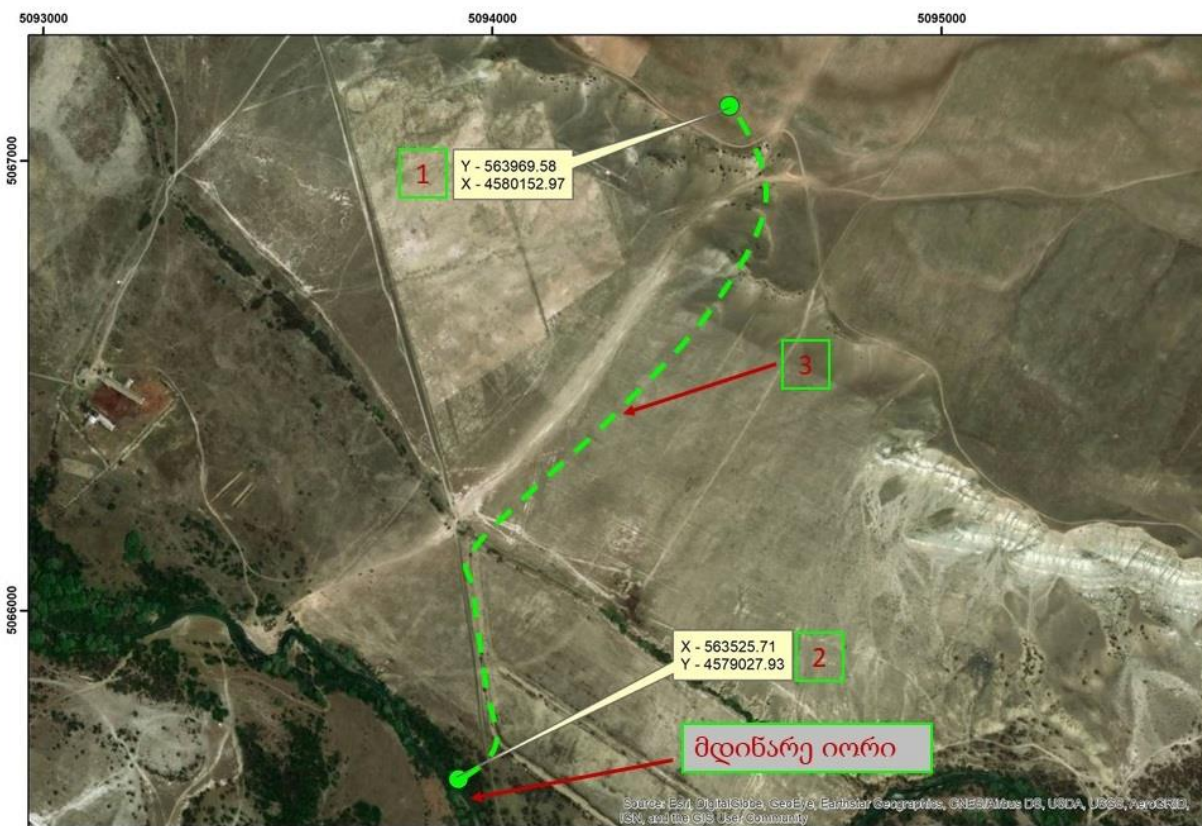 5093000
5094000
5095000
5067000
1
Y - 563969.58
X - 4580152.97
3
5066000
X - 563525.71
Y - 4579027.93
2
მდინარე იორი
Source: Esri, DigitalGlobe, GeoEye, Earthstar Geographics, CNES/Airbus DS, USDA, USGS, AeroGRID,
IGN, and the GIS User Community